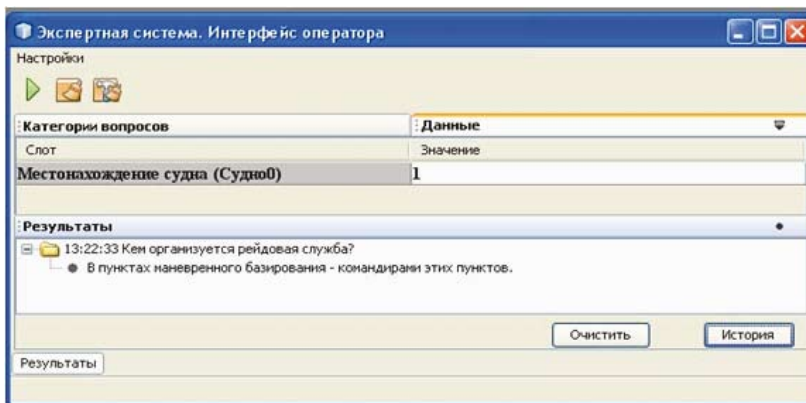 Экспертная система. Интерфейс оператора
Настройки
Категории вопросов Данные
Слот Значение
Местонахождение судна (Судно0) 1
Результаты
13:22:33 Кем организуется рейдовая служба?
В пунктах маневренного базирования - командирами этих пунктов.
Очистить История
Результаты